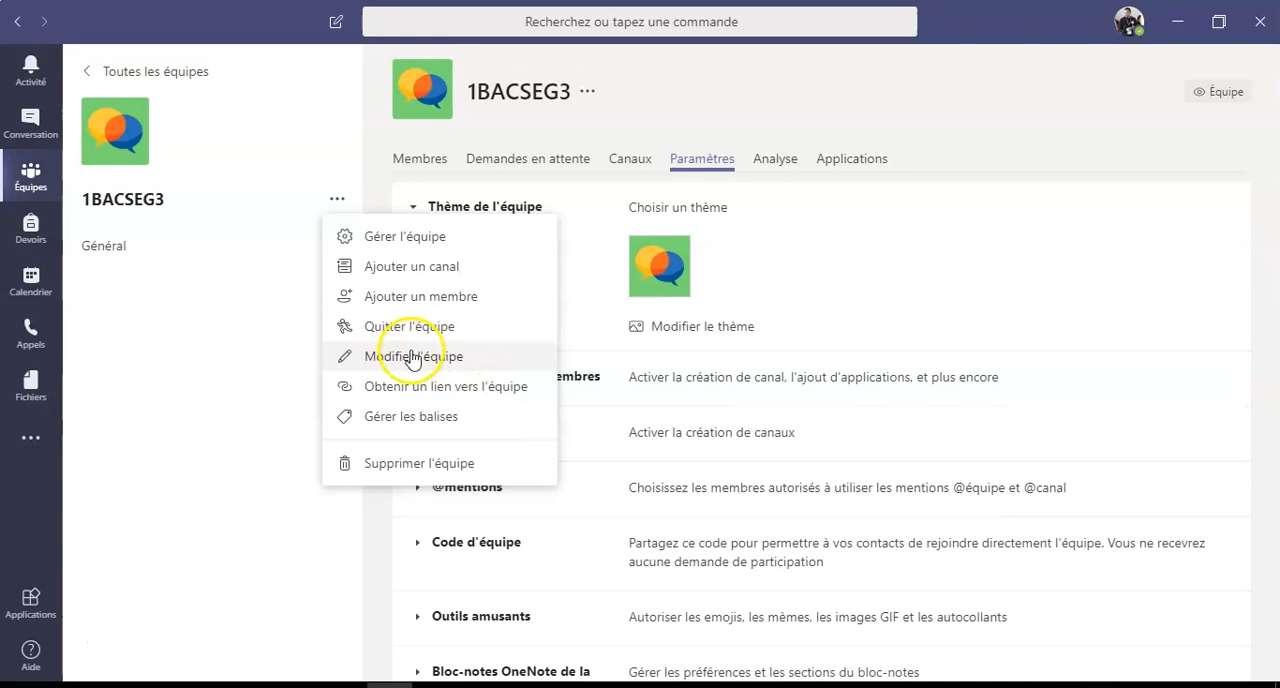 Recherchez ou tapez une commande
Activité
Conversation
Équipes
Devoirs
Calendrier
Appels
Fichiers
Applications
Aide
Toutes les équipes
1BACSEG3
Général
Gérer l'équipe
Ajouter un canal
Ajouter un membre
Quitter l'équipe
Modifier l'équipe
Obtenir un lien vers l'équipe
Gérer les balises
Supprimer l'équipe
1BACSEG3
Équipe
Membres Demandes en attente Canaux Paramètres Analyse Applications
Thème de l'équipe Choisir un thème
Modifier le thème
Activer la création de canal, l'ajout d'applications, et plus encore
Activer la création de canaux
@mentions Choisissez les membres autorisés à utiliser les mentions @équipe et @canal
Code d'équipe Partagez ce code pour permettre à vos contacts de rejoindre directement l'équipe. Vous ne recevrez
aucune demande de participation
Outils amusants Autoriser les emojis, les mèmes, les images GIF et les autocollants
Bloc-notes OneNote de la Gérer les préférences et les sections du bloc-notes